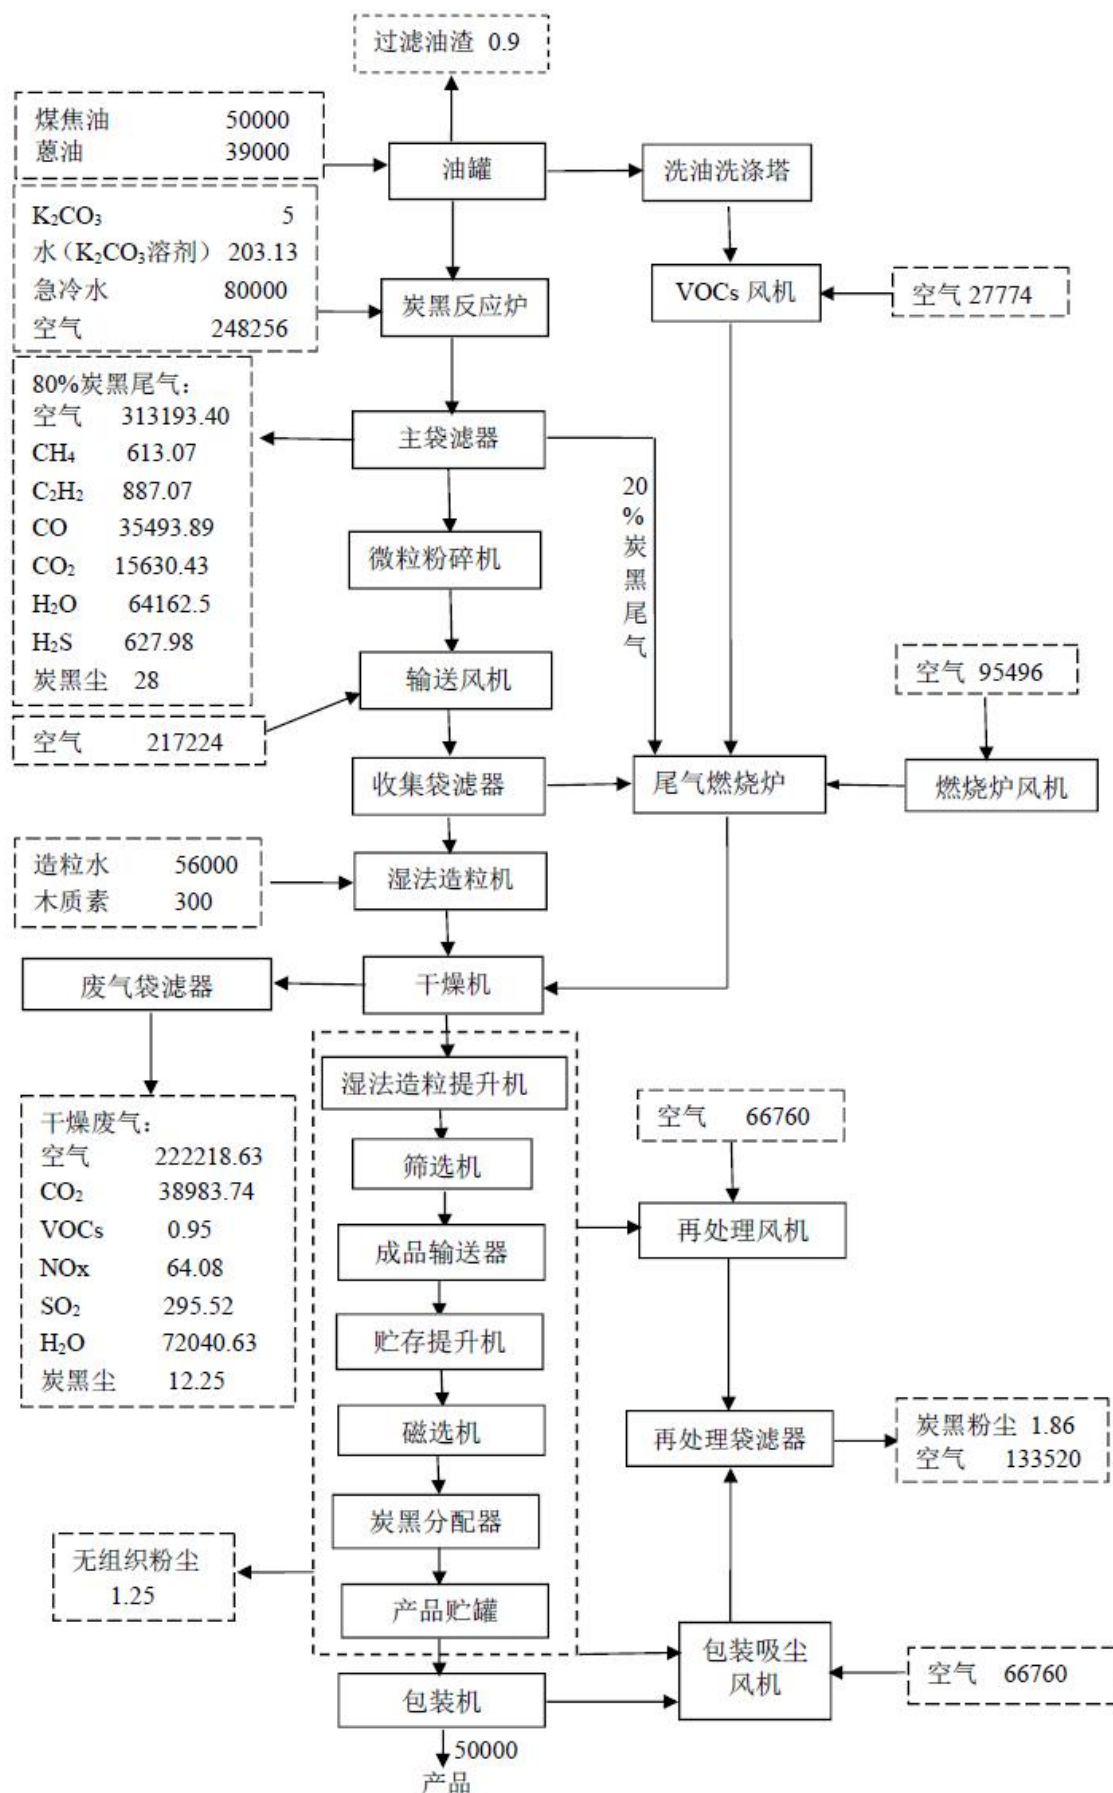 过滤油渣 0.9
煤焦油 50000
蒽油 39000
油罐
洗油洗涤塔
K₂CO₃ 5
水（K₂CO₃溶剂） 203.13
急冷水 80000
空气 248256
炭黑反应炉
VOCs 风机
空气 27774
80%炭黑尾气：
空气 313193.40
CH₄ 613.07
C₂H₂ 887.07
CO 35493.89
CO₂ 15630.43
H₂O 64162.5
H₂S 627.98
炭黑尘 28
主袋滤器
20%炭黑尾气
微粒粉碎机
输送风机
空气 217224
空气 95496
收集袋滤器
尾气燃烧炉
燃烧炉风机
造粒水 56000
木质素 300
湿法造粒机
废气袋滤器
干燥机
干燥废气：
空气 222218.63
CO₂ 38983.74
VOCs 0.95
NOx 64.08
SO₂ 295.52
H₂O 72040.63
炭黑尘 12.25
湿法造粒提升机
筛选机
成品输送器
贮存提升机
磁选机
炭黑分配器
产品贮罐
空气 66760
再处理风机
再处理袋滤器
炭黑粉尘 1.86
空气 133520
无组织粉尘
1.25
包装吸尘
风机
空气 66760
包装机
50000
产品